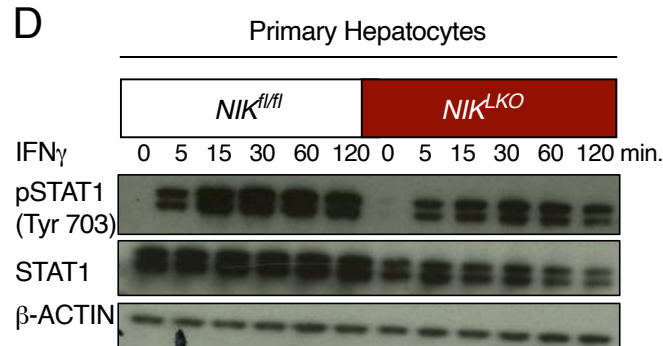 D
Primary Hepatocytes
NIKfl/fl NIKLKO
IFNγ 0 5 15 30 60 120 0 5 15 30 60 120 min.
pSTAT1
(Tyr 703)
STAT1
β-ACTIN